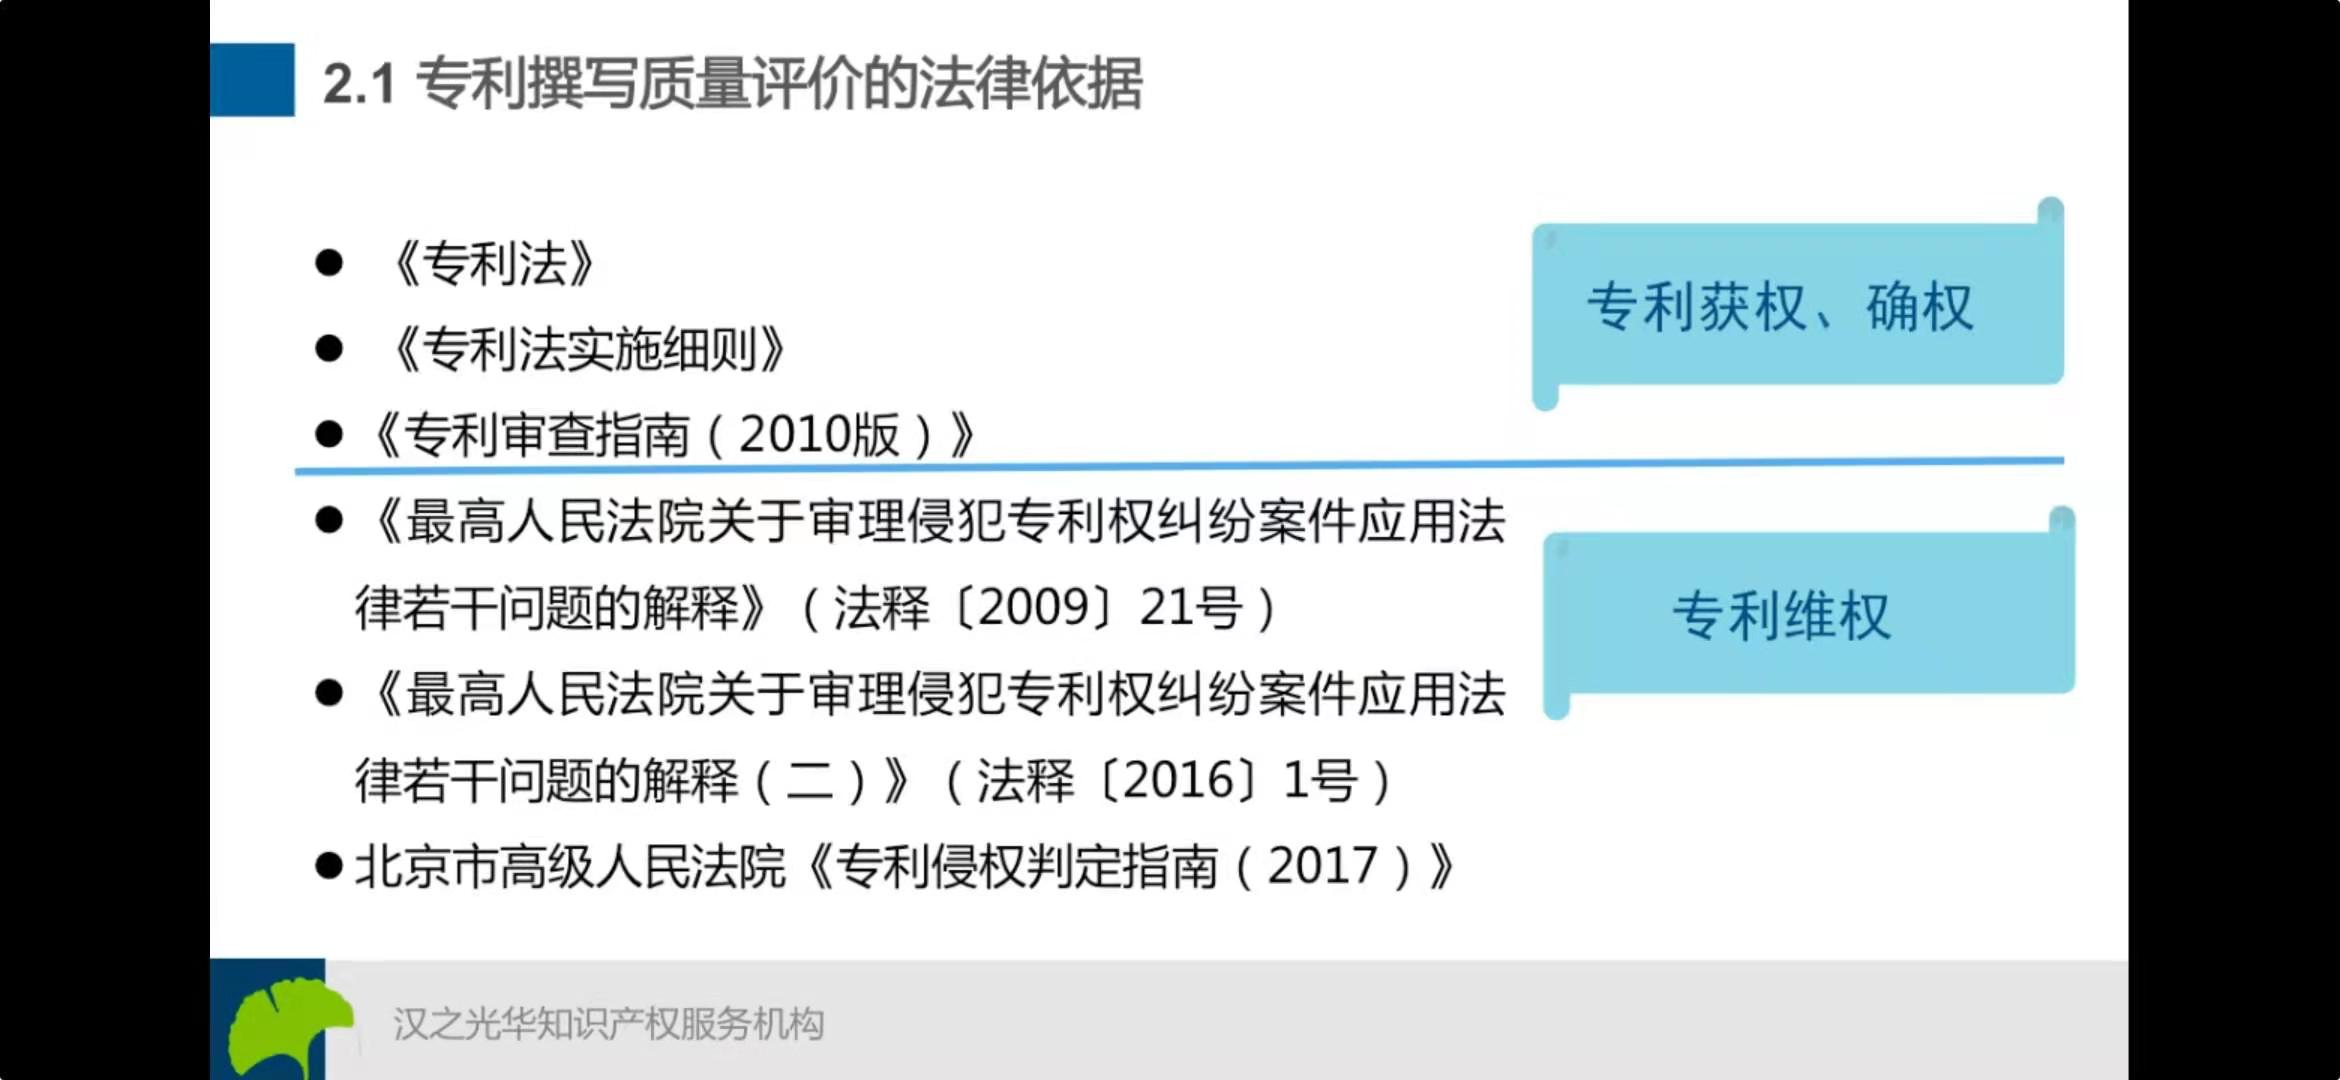 2.1 专利撰写质量评价的法律依据
● 《专利法》
● 《专利法实施细则》
● 《专利审查指南（2010版）》
专利获权、确权
● 《最高人民法院关于审理侵犯专利权纠纷案件应用法
律若干问题的解释》（法释〔2009〕21号）
● 《最高人民法院关于审理侵犯专利权纠纷案件应用法
律若干问题的解释（二）》（法释〔2016〕1号）
● 北京市高级人民法院《专利侵权判定指南（2017）》
专利维权
汉之光华知识产权服务机构